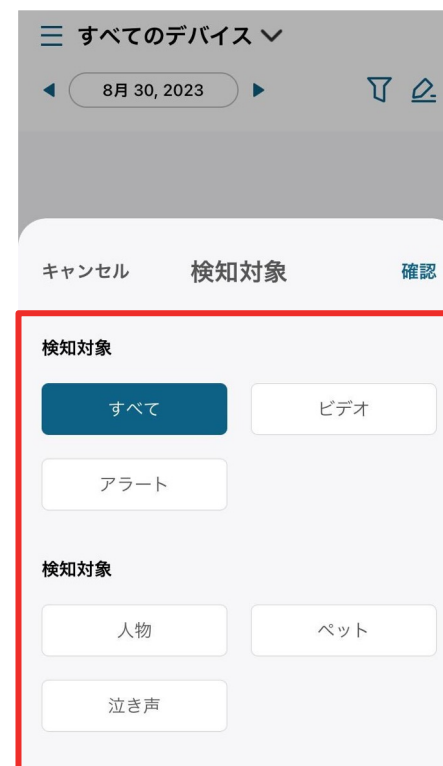 すべてのデバイス
8月 30, 2023
キャンセル 検知対象 確認
検知対象
すべて ビデオ
アラート
検知対象
人物 ペット
泣き声